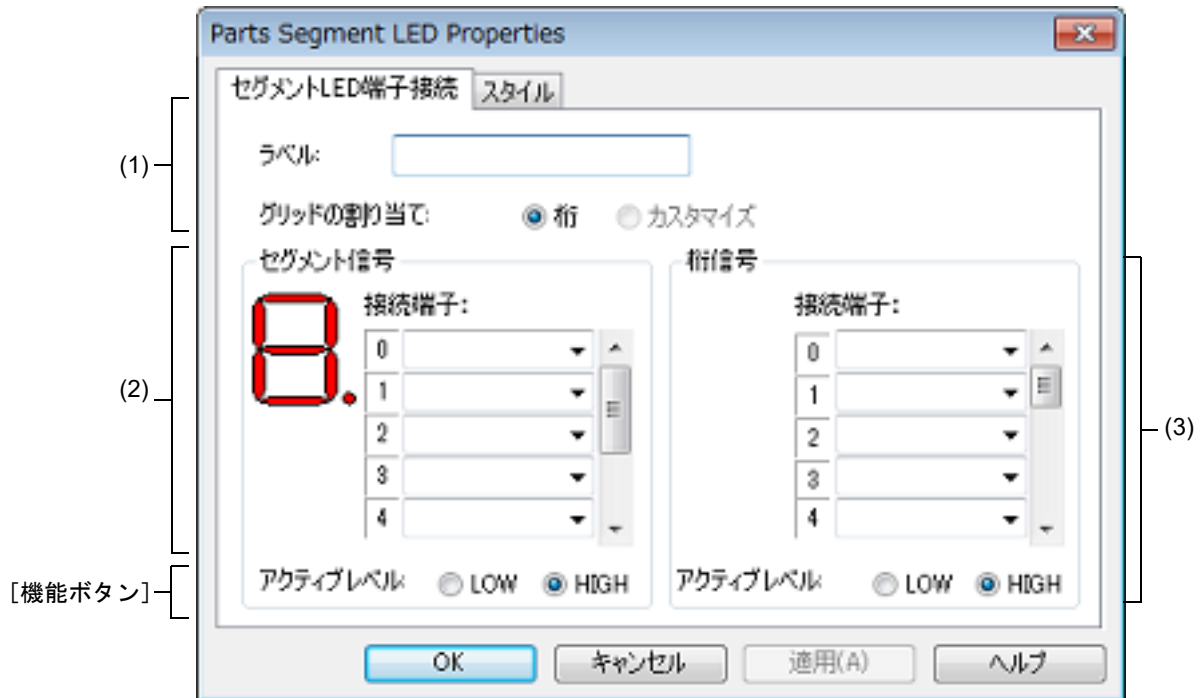 Parts Segment LED Properties
セグメントLED端子接続 スタイル
(1)
ラベル:
グリッドの割り当て: 桁 カスタマイズ
(2)
セグメント信号
接続端子:
0
1
2
3
4
アクティブレベル: LOW HIGH
桁信号
接続端子:
0
1
2
3
4
アクティブレベル: LOW HIGH
(3)
[機能ボタン]
OK キャンセル 適用(A) ヘルプ